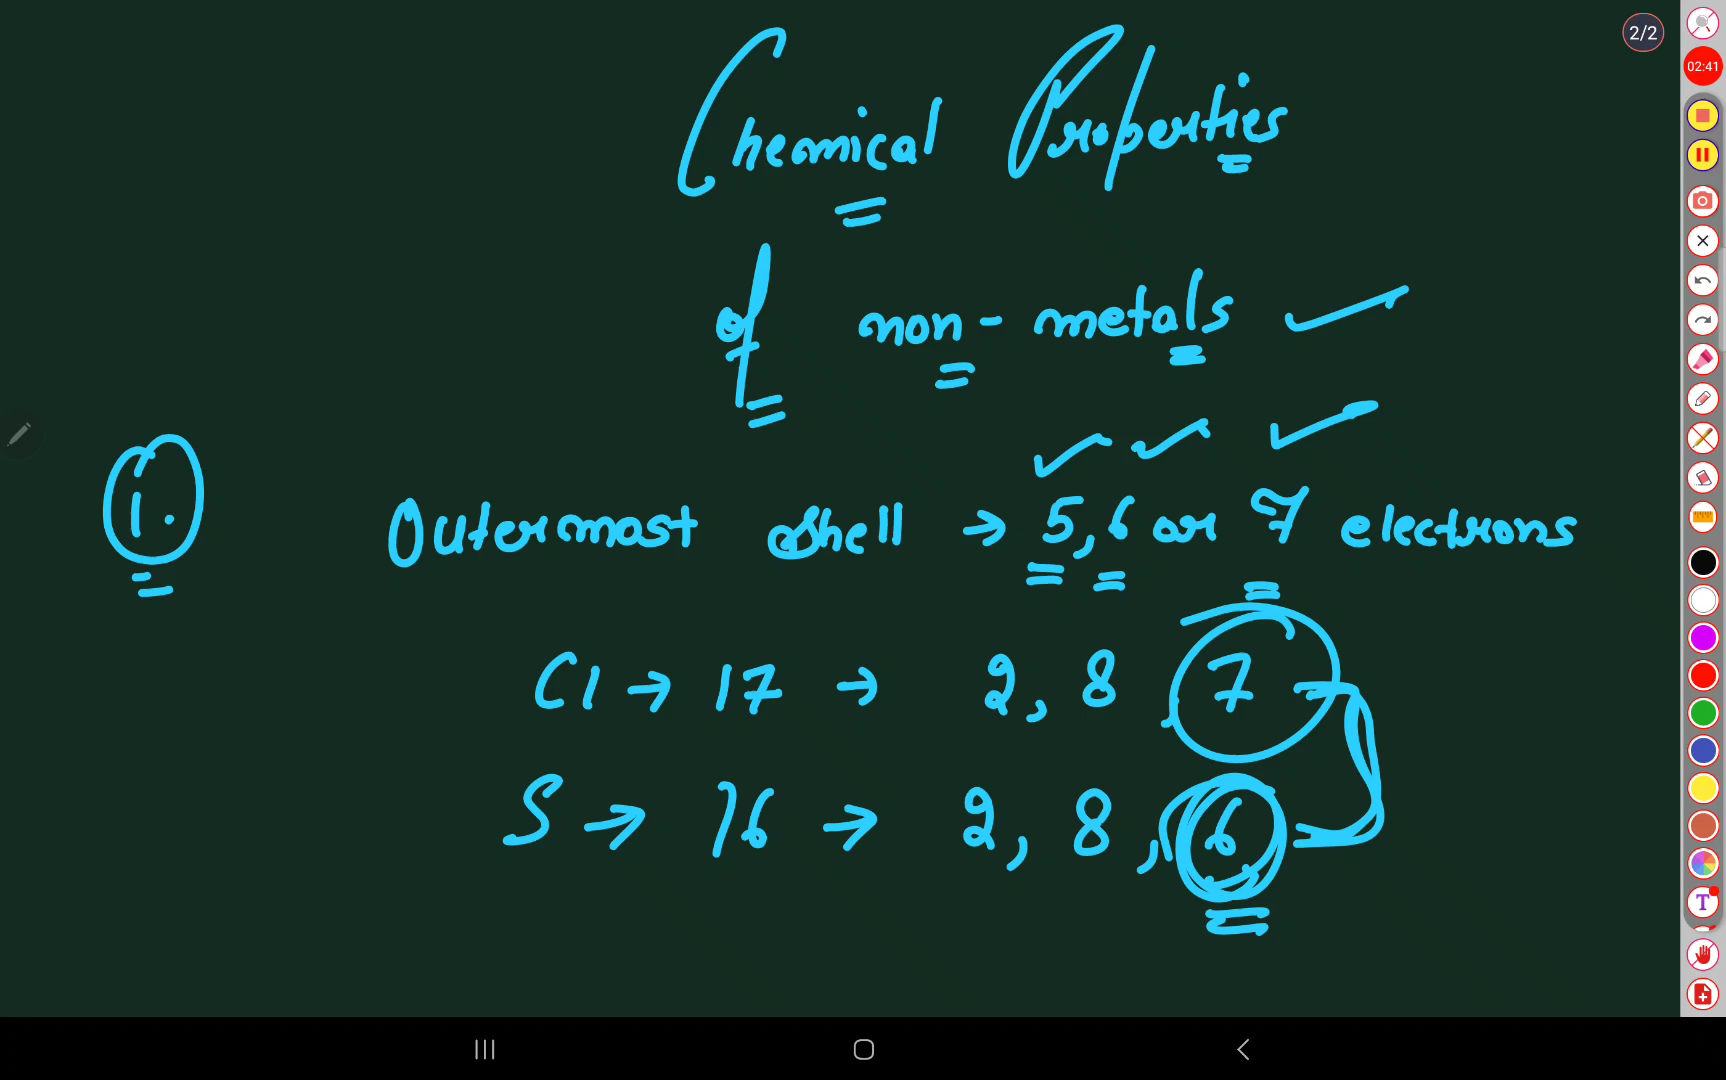 2/2
02:41
Chemical Properties
of non-metals
1. Outermost shell → 5, 6 or 7 electrons
Cl → 17 → 2, 8, 7
S → 16 → 2, 8, 6
T